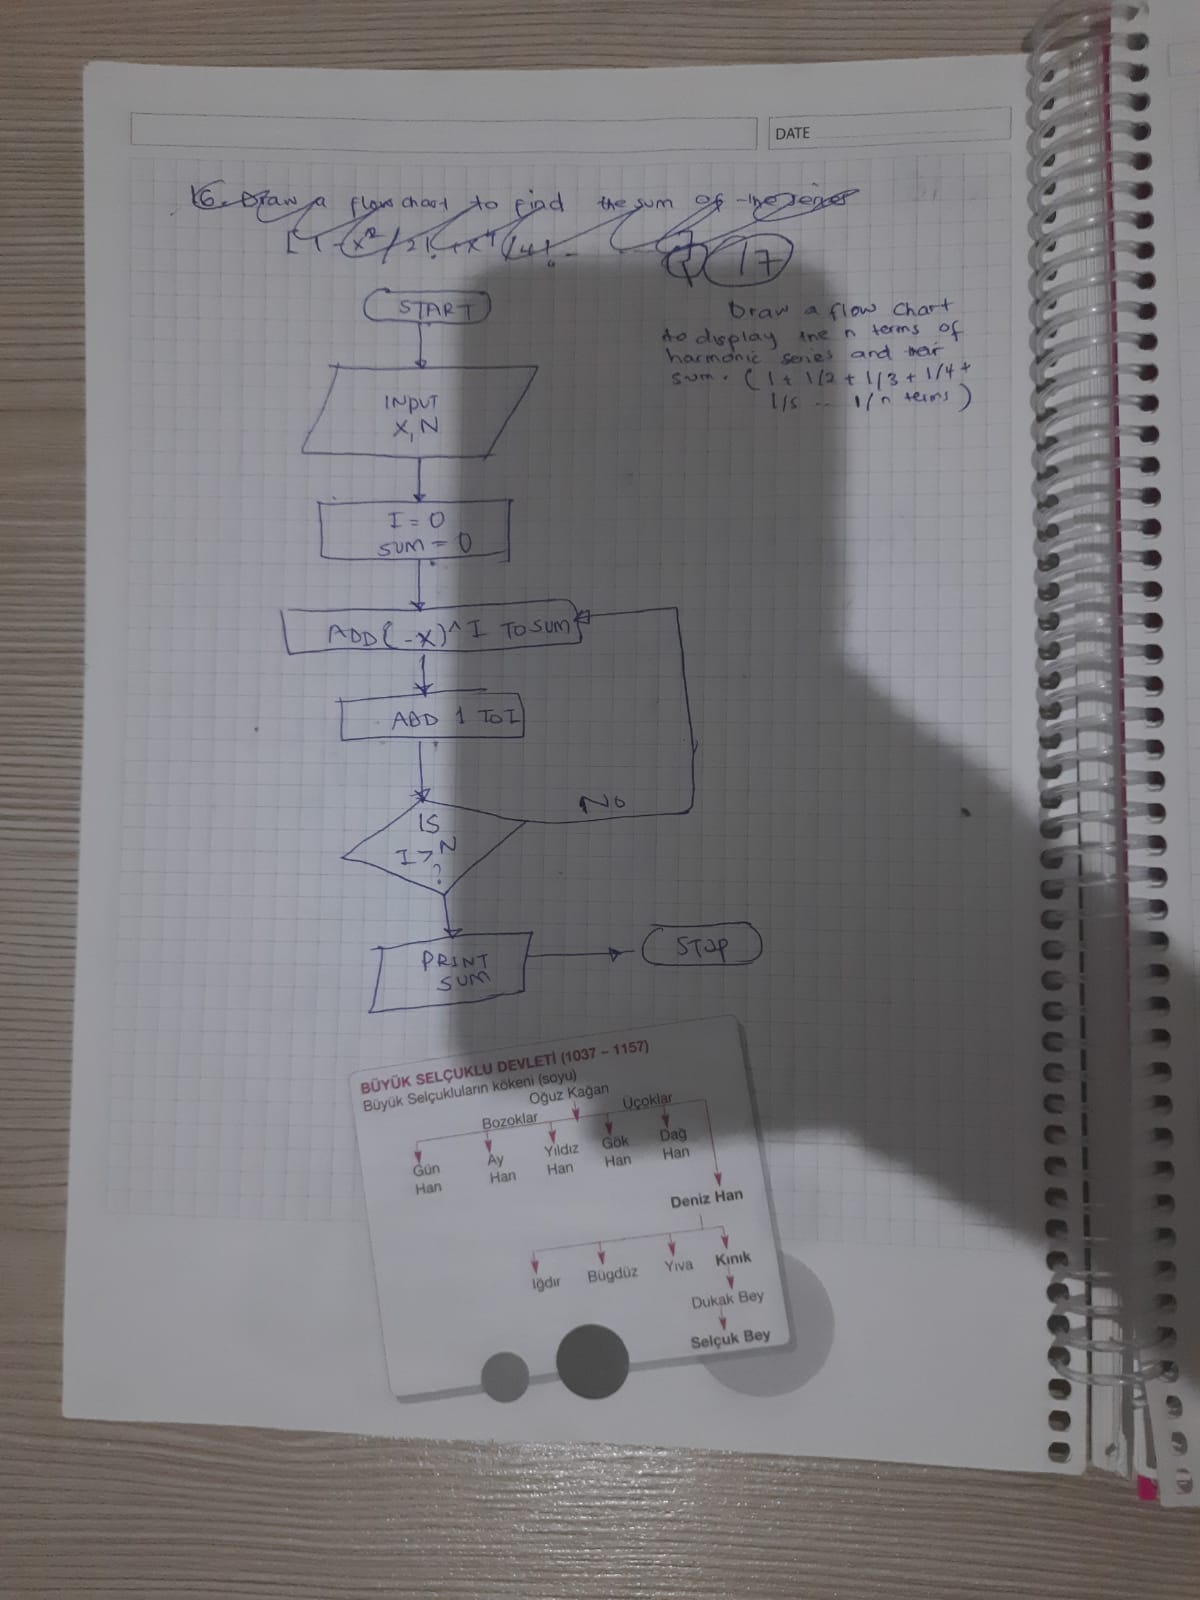 DATE
16. Draw a flow chart to find the sum of the series
[1 - (x²/2!) + x⁴/4! -
17
Draw a flow chart
to display the n terms of
harmonic series and their
sum. (1 + 1/2 + 1/3 + 1/4 +
1/5 -- 1/n terms)
START
INPUT
X, N
I = 0
SUM = 0
ADD (-X)^I TO SUM
ADD 1 TO I
IS
I > N
?
No
PRINT
SUM
STOP
BÜYÜK SELÇUKLU DEVLETİ (1037 – 1157)
Büyük Selçukluların kökeni (soyu)
Oğuz Kağan
Bozoklar
Üçoklar
Gün Han
Ay Han
Yıldız Han
Gök Han
Dağ Han
Deniz Han
Iğdır
Bügdüz
Yıva
Kınık
Dukak Bey
Selçuk Bey